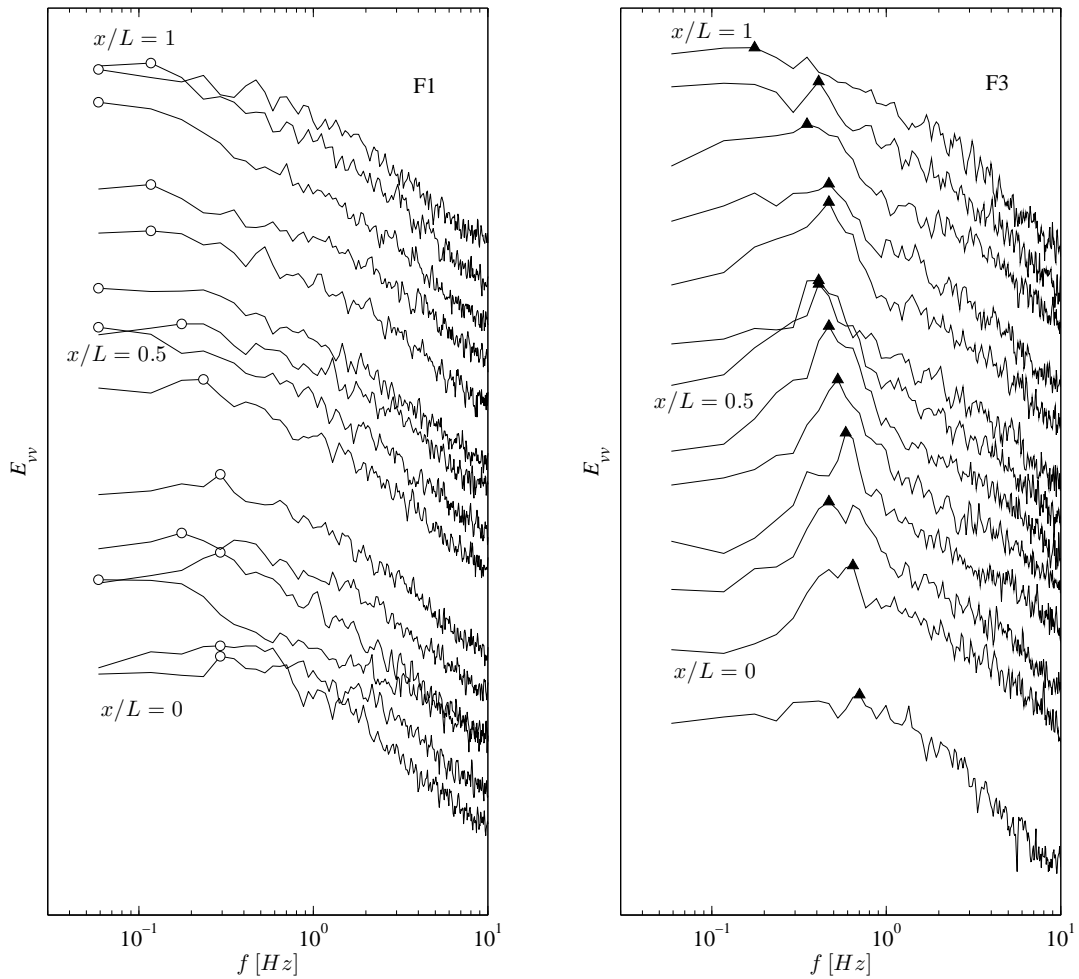 x/L = 1
F1
x/L = 0.5
x/L = 0
E_vv
10^-1
10^0
10^1
f [Hz]
x/L = 1
F3
x/L = 0.5
x/L = 0
E_vv
10^-1
10^0
10^1
f [Hz]